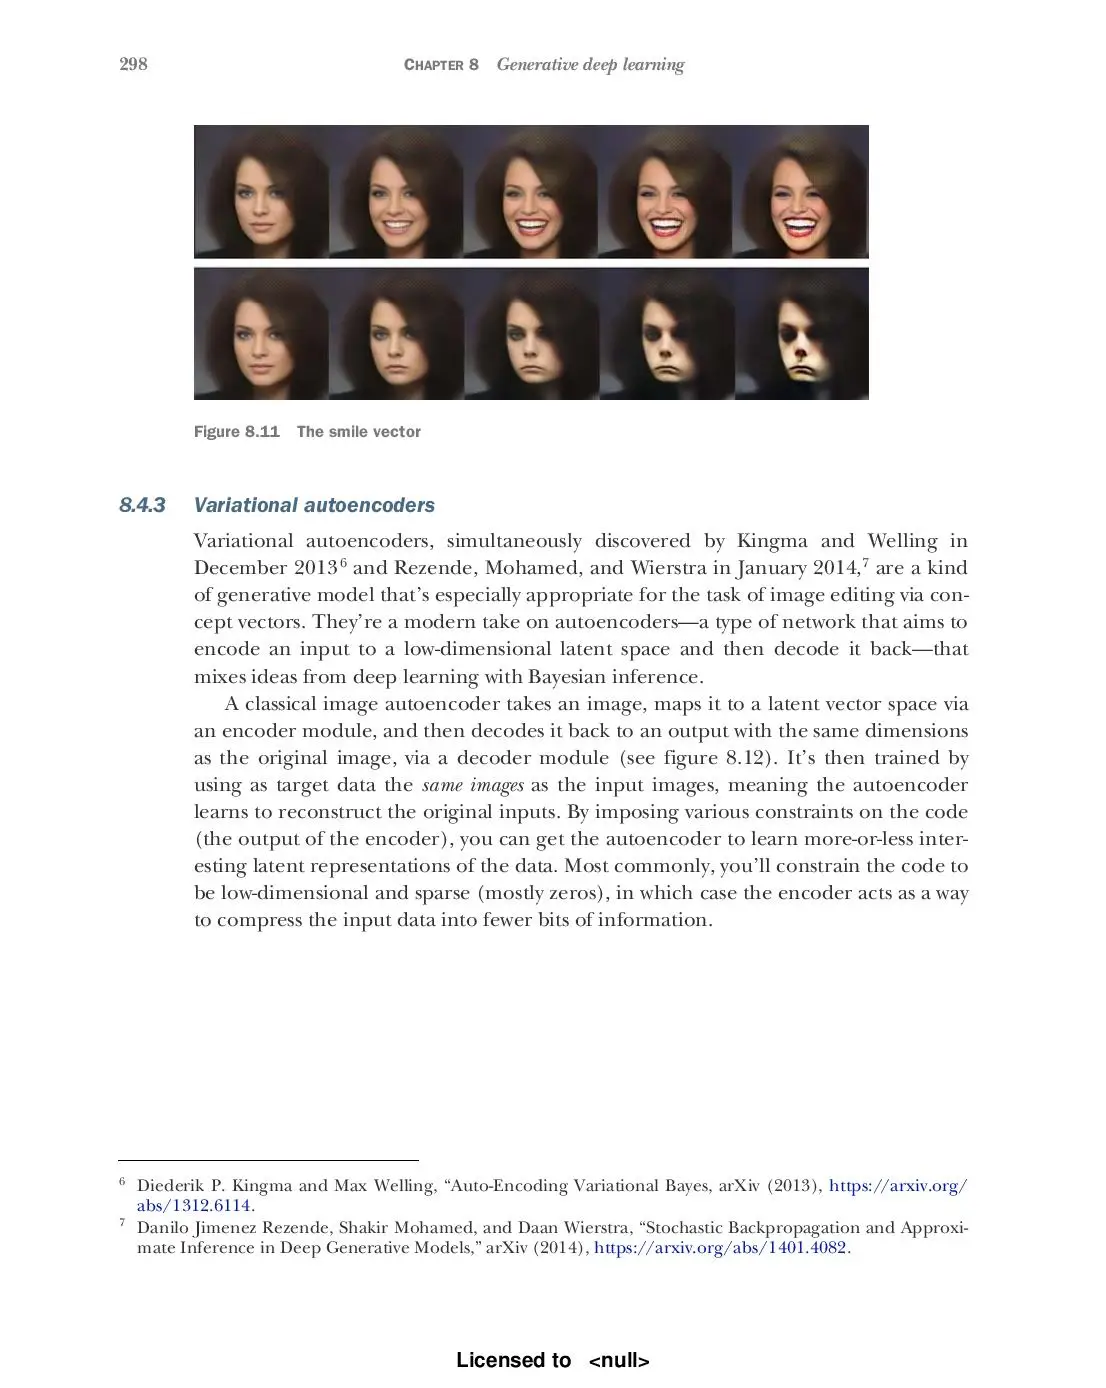 298 CHAPTER 8 Generative deep learning
Figure 8.11 The smile vector
8.4.3 Variational autoencoders
Variational autoencoders, simultaneously discovered by Kingma and Welling in
December 2013⁶ and Rezende, Mohamed, and Wierstra in January 2014,⁷ are a kind
of generative model that’s especially appropriate for the task of image editing via con-
cept vectors. They’re a modern take on autoencoders—a type of network that aims to
encode an input to a low-dimensional latent space and then decode it back—that
mixes ideas from deep learning with Bayesian inference.
A classical image autoencoder takes an image, maps it to a latent vector space via
an encoder module, and then decodes it back to an output with the same dimensions
as the original image, via a decoder module (see figure 8.12). It’s then trained by
using as target data the same images as the input images, meaning the autoencoder
learns to reconstruct the original inputs. By imposing various constraints on the code
(the output of the encoder), you can get the autoencoder to learn more-or-less inter-
esting latent representations of the data. Most commonly, you’ll constrain the code to
be low-dimensional and sparse (mostly zeros), in which case the encoder acts as a way
to compress the input data into fewer bits of information.
⁶ Diederik P. Kingma and Max Welling, “Auto-Encoding Variational Bayes, arXiv (2013), https://arxiv.org/
abs/1312.6114.
⁷ Danilo Jimenez Rezende, Shakir Mohamed, and Daan Wierstra, “Stochastic Backpropagation and Approxi-
mate Inference in Deep Generative Models,” arXiv (2014), https://arxiv.org/abs/1401.4082.
Licensed to <null>